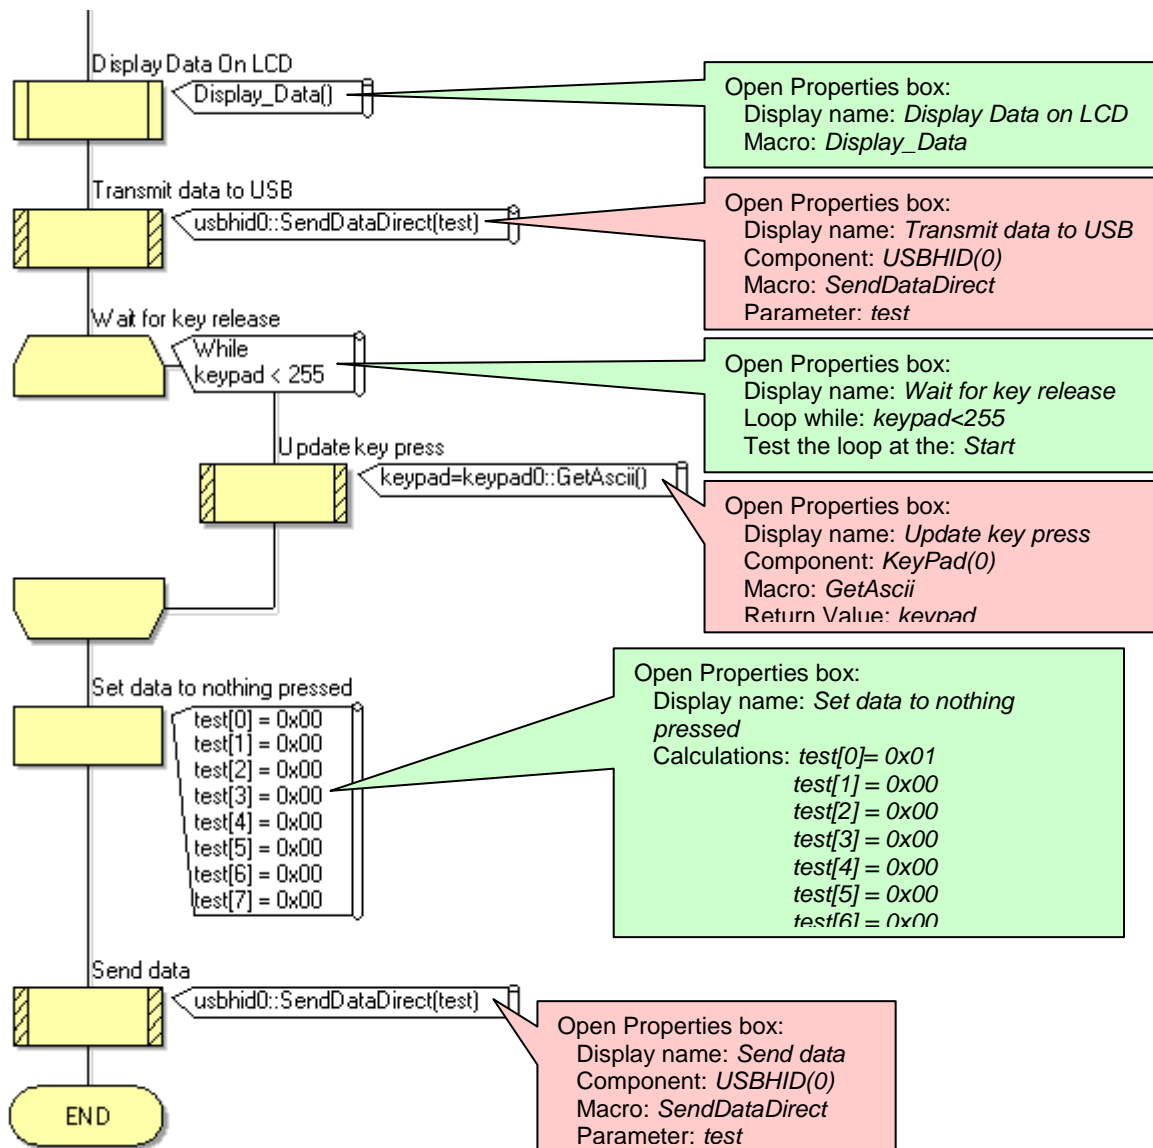 Display Data On LCD
Display_Data()
Open Properties box:
Display name: Display Data on LCD
Macro: Display_Data
Transmit data to USB
usbhid0::SendDataDirect(test)
Open Properties box:
Display name: Transmit data to USB
Component: USBHID(0)
Macro: SendDataDirect
Parameter: test
Wait for key release
While
keypad < 255
Open Properties box:
Display name: Wait for key release
Loop while: keypad<255
Test the loop at the: Start
Update key press
keypad=keypad0::GetAscii()
Open Properties box:
Display name: Update key press
Component: KeyPad(0)
Macro: GetAscii
Return Value: keypad
Set data to nothing pressed
test[0] = 0x00
test[1] = 0x00
test[2] = 0x00
test[3] = 0x00
test[4] = 0x00
test[5] = 0x00
test[6] = 0x00
test[7] = 0x00
Open Properties box:
Display name: Set data to nothing
pressed
Calculations: test[0]= 0x01
test[1] = 0x00
test[2] = 0x00
test[3] = 0x00
test[4] = 0x00
test[5] = 0x00
test[6] = 0x00
Send data
usbhid0::SendDataDirect(test)
Open Properties box:
Display name: Send data
Component: USBHID(0)
Macro: SendDataDirect
Parameter: test
END